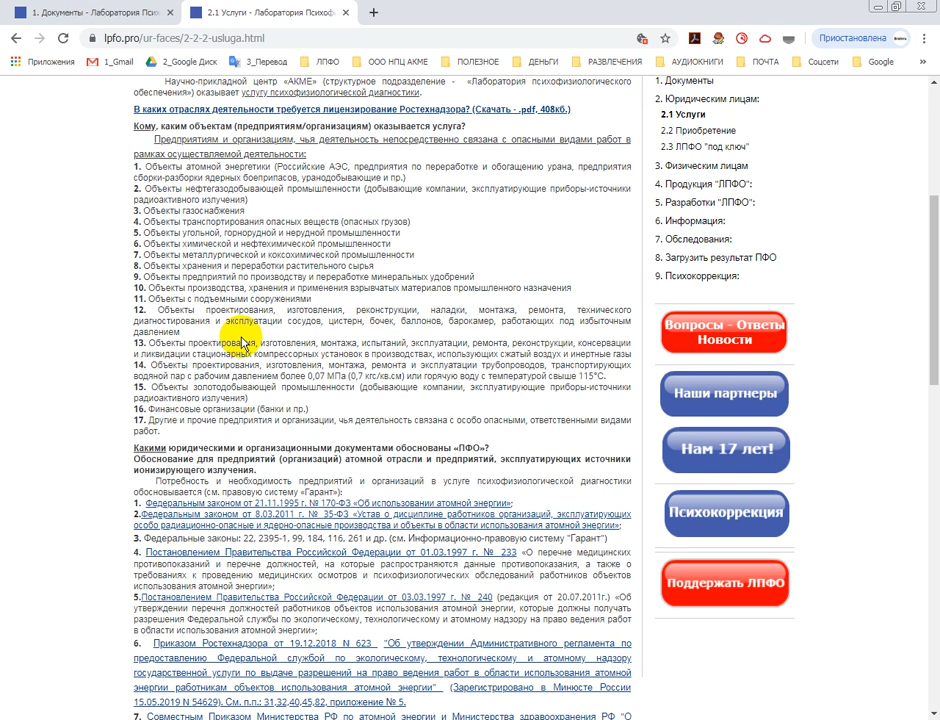 1. Документы - Лаборатория Псих
2.1 Услуги - Лаборатория Психоф
lpfo.pro/ur-faces/2-2-2-usluga.html
Приостановлена
Приложения
1_Gmail
2_Google Диск
3_Перевод
ЛПФО
ООО НПЦ АКМЕ
ПОЛЕЗНОЕ
ДЕНЬГИ
РАЗВЛЕЧЕНИЯ
АУДИОКНИГИ
ПОЧТА
Соцсети
Google
Научно-прикладной центр «АКМЕ» (структурное подразделение - «Лаборатория психофизиологического
обеспечения») оказывает услугу психофизиологической диагностики.
В каких отраслях деятельности требуется лицензирование Ростехнадзора? (Скачать - .pdf, 408кб.)
Кому, каким объектам (предприятиям/организациям) оказывается услуга?
Предприятиям и организациям, чья деятельность непосредственно связана с опасными видами работ в
рамках осуществляемой деятельности:
1. Объекты атомной энергетики (Российские АЭС, предприятия по переработке и обогащению урана, предприятия
сборки-разборки ядерных боеприпасов, уранодобывающие и пр.)
2. Объекты нефтегазодобывающей промышленности (добывающие компании, эксплуатирующие приборы-источники
радиоактивного излучения)
3. Объекты газоснабжения
4. Объекты транспортирования опасных веществ (опасные грузов)
5. Объекты угольной, горнорудной и нерудной промышленности
6. Объекты химической и нефтехимической промышленности
7. Объекты металлургической и коксохимической промышленности
8. Объекты хранения и переработки растительного сырья
9. Объекты предприятий по производству и переработке минеральных удобрений
10. Объекты производства, хранения и применения взрывчатых материалов промышленного назначения
11. Объекты с подъемными сооружениями
12. Объекты проектирования, изготовления, реконструкции, наладки, монтажа, ремонта, технического
диагностирования и эксплуатации сосудов, цистерн, бочек, баллонов, барокамер, работающих под избыточным
давлением
13. Объекты проектирования, изготовления, монтажа, испытаний, эксплуатации, ремонта, реконструкции, консервации
и ликвидации стационарных компрессорных установок в производствах, использующих сжатый воздух и инертные газы
14. Объекты проектирования, изготовления, монтажа, ремонта и эксплуатации трубопроводов, транспортирующих
водяной пар с рабочим давлением более 0,07 МПа (0,7 кгс/кв.см) или горячую воду с температурой свыше 115°С.
15. Объекты золотодобывающей промышленности (добывающие компании, эксплуатирующие приборы-источники
радиоактивного излучения)
16. Финансовые организации (банки и пр.)
17. Другие и прочие предприятия и организации, чья деятельность связана с особо опасными, ответственными видами
работ.
Какими юридическими и организационными документами обоснованы «ПФО»?
Обоснование для предприятий (организаций) атомной отрасли и предприятий, эксплуатирующих источники
ионизирующего излучения.
Потребность и необходимость предприятий и организаций в услуге психофизиологической диагностики
обосновывается (см. правовую систему «Гарант»):
1. Федеральным законом от 21.11.1995 г. № 170-ФЗ «Об использовании атомной энергии»;
2.Федеральным законом от 8.03.2011 г. № 35-ФЗ «Устав о дисциплине работников организаций, эксплуатирующих
особо радиационно-опасные и ядерно-опасные производства и объекты в области использования атомной энергии»;
3. Федеральные законы: 22, 2395-1, 99, 184, 116, 261 и др. (см. Информационно-правовую систему "Гарант")
4. Постановлением Правительства Российской Федерации от 01.03.1997 г. № 233 «О перечне медицинских
противопоказаний и перечне должностей, на которые распространяются данные противопоказания, а также о
требованиях к проведению медицинских осмотров и психофизиологических обследований работников объектов
использования атомной энергии»;
5.Постановлением Правительства Российской Федерации от 03.03.1997 г. № 240 (редакция от 20.07.2011г.) «Об
утверждении перечня должностей работников объектов использования атомной энергии, которые должны получать
разрешения Федеральной службы по экологическому, технологическому и атомному надзору на право ведения работ
в области использования атомной энергии»;
6. Приказом Ростехнадзора от 19.12.2018 N 623 "Об утверждении Административного регламента по
предоставлению Федеральной службой по экологическому, технологическому и атомному надзору
государственной услуги по выдаче разрешений на право ведения работ в области использования атомной
энергии работникам объектов использования атомной энергии" (Зарегистрировано в Минюсте России
15.05.2019 N 54629). См. п.п.: 31,32,40,45,82, приложение № 5.
7. Совместным Приказом Министерства РФ по атомной энергии и Министерства здравоохранения РФ "О
1. Документы
2. Юридическим лицам:
2.1 Услуги
2.2 Приобретение
2.3 ЛПФО "под ключ"
3. Физическим лицам
4. Продукция "ЛПФО":
5. Разработки "ЛПФО":
6. Информация:
7. Обследования:
8. Загрузить результат ПФО
9. Психокоррекция:
Вопросы - Ответы
Новости
Наши партнеры
Нам 17 лет!
Психокоррекция
Поддержать ЛПФО